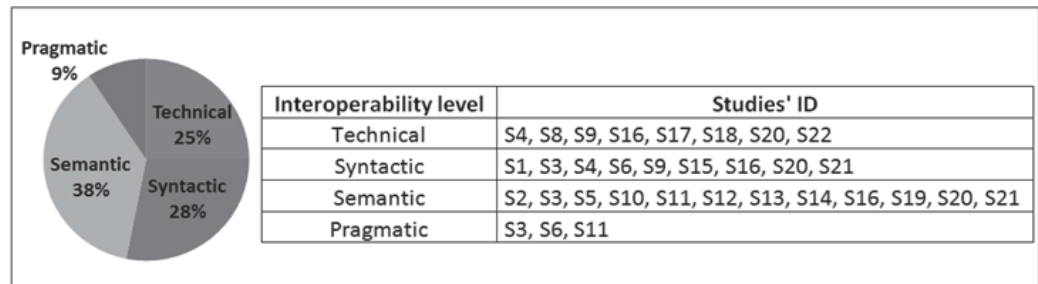 Pragmatic
9%
Technical
25%
Semantic
38%
Syntactic
28%
Interoperability level Studies' ID
Technical S4, S8, S9, S16, S17, S18, S20, S22
Syntactic S1, S3, S4, S6, S9, S15, S16, S20, S21
Semantic S2, S3, S5, S10, S11, S12, S13, S14, S16, S19, S20, S21
Pragmatic S3, S6, S11